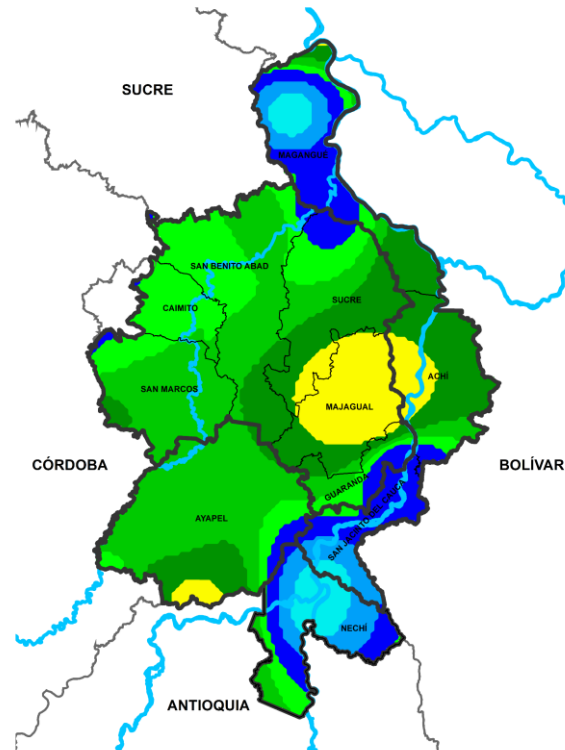 SUCRE
MAGANGUE
SAN BENITO ABAD
CAIMITO
SUCRE
SAN MARCOS
ACHÍ
MAJAGUAL
CÓRDOBA
BOLÍVAR
GUARANDA
AYAPEL
SAN JACINTO DEL CAUCA
NECHÍ
ANTIOQUIA